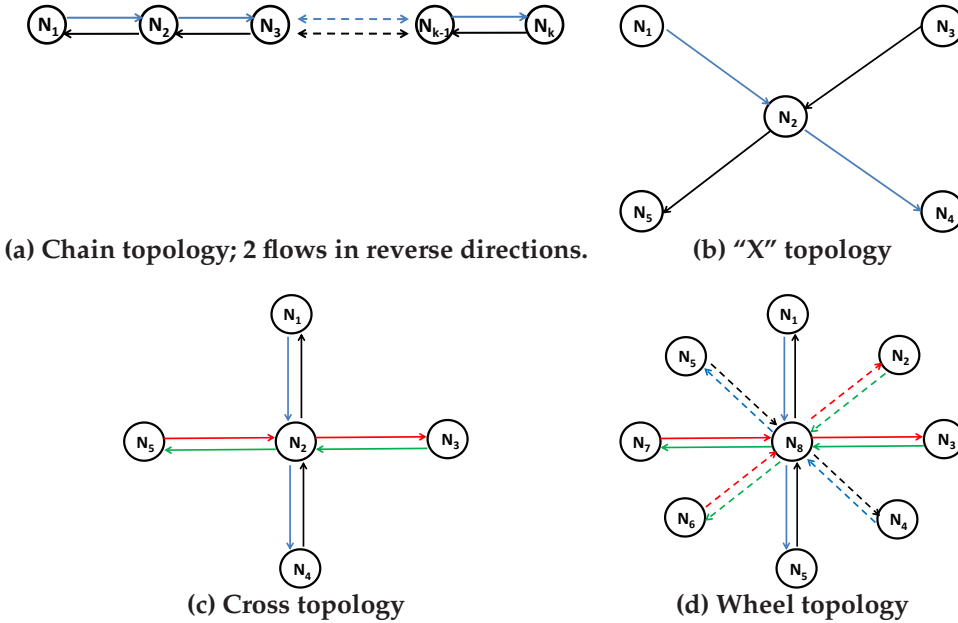 N1 N2 N3 Nk-1 Nk
(a) Chain topology; 2 flows in reverse directions.
N1 N3
N2
N5 N4
(b) “X” topology
N1
N5 N2 N3
N4
(c) Cross topology
N1
N5 N2
N7 N8 N3
N6 N4
N5
(d) Wheel topology